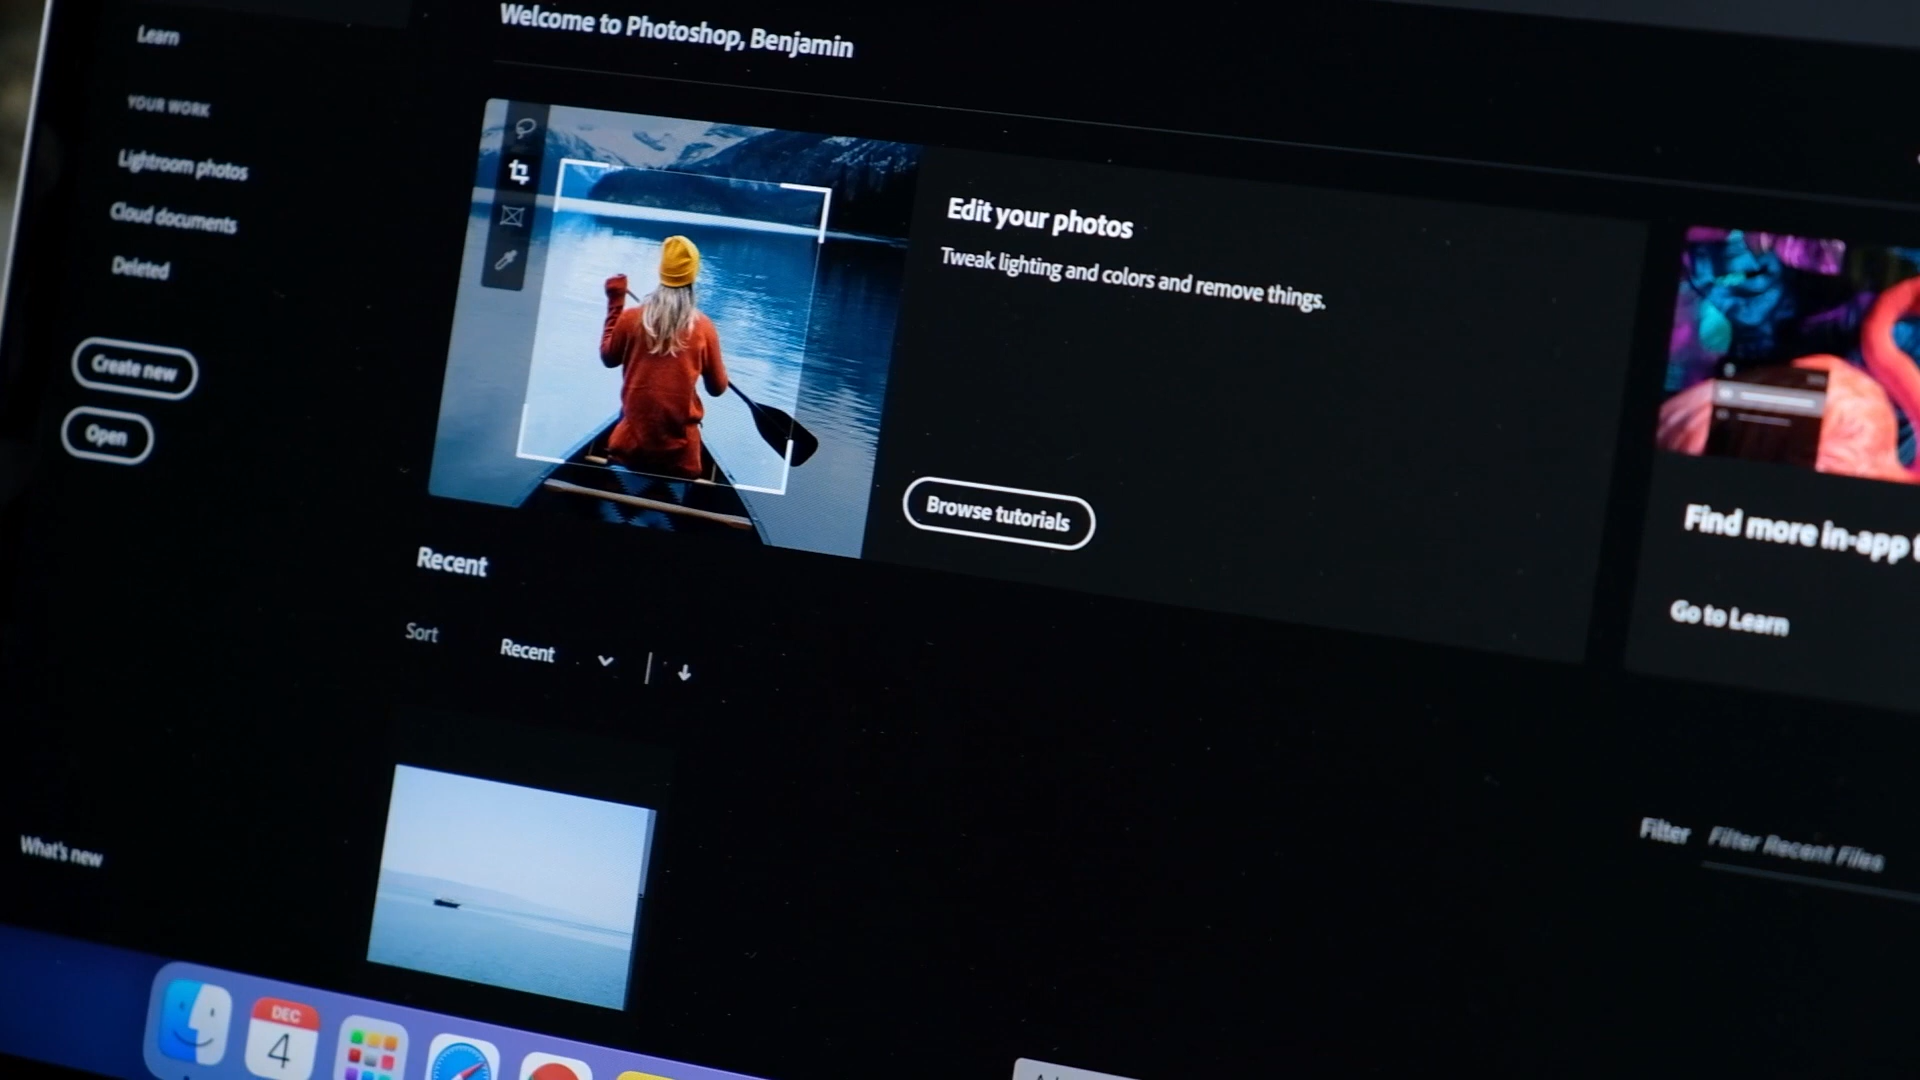 Welcome to Photoshop, Benjamin
Learn
YOUR WORK
Lightroom photos
Cloud documents
Deleted
Create new
Open
What's new
Edit your photos
Tweak lighting and colors and remove things.
Browse tutorials
Find more in-app
Go to Learn
Recent
Sort
Recent
Filter
Filter Recent Files
DEC
4